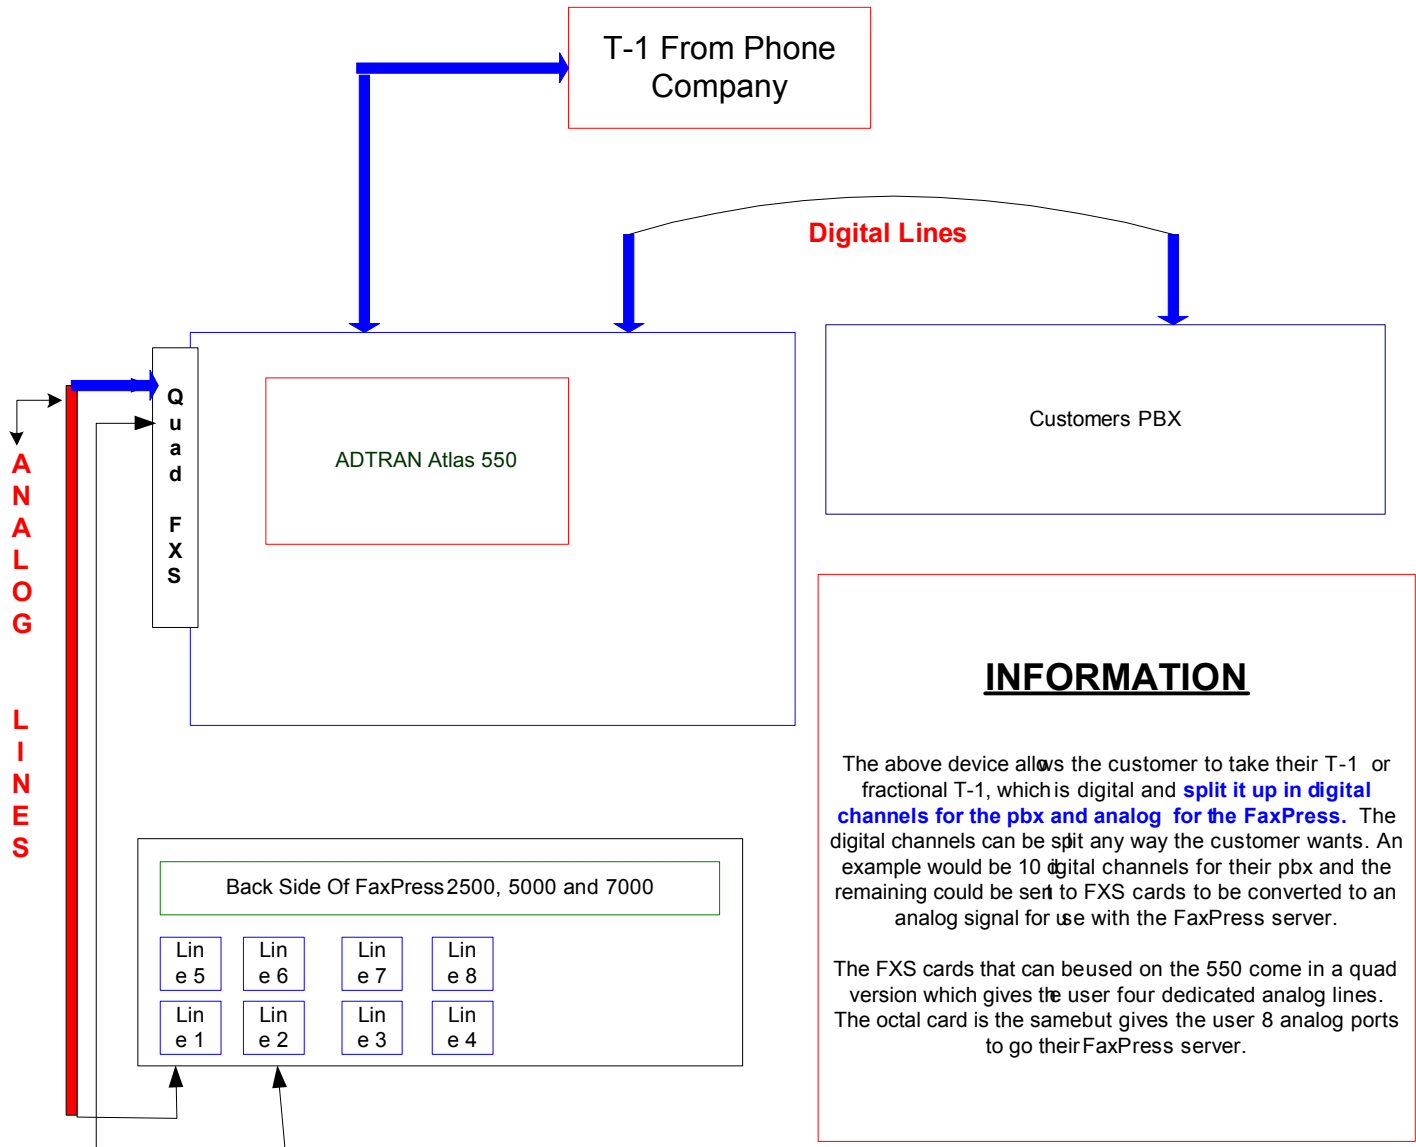 T-1 From Phone
Company
Digital Lines
Quad FXS
ADTRAN Atlas 550
Customers PBX
ANALOG LINES
INFORMATION
The above device allows the customer to take their T-1 or
fractional T-1, which is digital and split it up in digital
channels for the pbx and analog for the FaxPress. The
digital channels can be split any way the customer wants. An
example would be 10 digital channels for their pbx and the
remaining could be sent to FXS cards to be converted to an
analog signal for use with the FaxPress server.
The FXS cards that can beused on the 550 come in a quad
version which gives the user four dedicated analog lines.
The octal card is the samebut gives the user 8 analog ports
to go their FaxPress server.
Back Side Of FaxPress 2500, 5000 and 7000
Lin
e 5
Lin
e 6
Lin
e 7
Lin
e 8
Lin
e 1
Lin
e 2
Lin
e 3
Lin
e 4